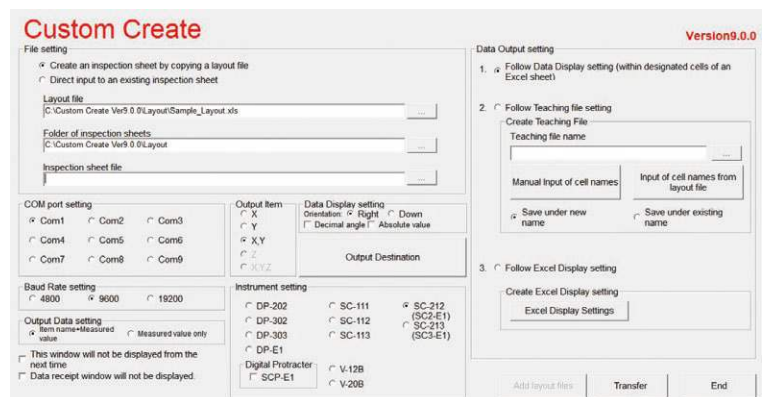 Custom Create
Version9.0.0
File setting
Create an inspection sheet by copying a layout file
Direct input to an existing inspection sheet
Layout file
C:\Custom Create Ver9.0.0\Layout\Sample_Layout.xls
...
Folder of inspection sheets
C:\Custom Create Ver9.0.0\Layout
...
Inspection sheet file
...
COM port setting
Com1 Com2 Com3
Com4 Com5 Com6
Com7 Com8 Com9
Output Item
X
Y
X,Y
Z
X,Y,Z
Data Display setting
Orientation: Right Down
Decimal angle Absolute value
Output Destination
Baud Rate setting
4800 9600 19200
Output Data setting
Item name+Measured
value
Measured value only
This window will not be displayed from the
next time
Data receipt window will not be displayed.
Instrument setting
DP-202 SC-111 SC-212
(SC2-E1)
DP-302 SC-112 SC-213
(SC3-E1)
DP-303 SC-113
DP-E1
Digital Protracter
SCP-E1
V-12B
V-20B
Data Output setting
1. Follow Data Display setting (within designated cells of an
Excel sheet)
2. Follow Teaching file setting
Create Teaching File
Teaching file name
...
Manual Input of cell names
Input of cell names from
layout file
Save under new
name
Save under existing
name
3. Follow Excel Display setting
Create Excel Display setting
Excel Display Settings
Add layout files Transfer End